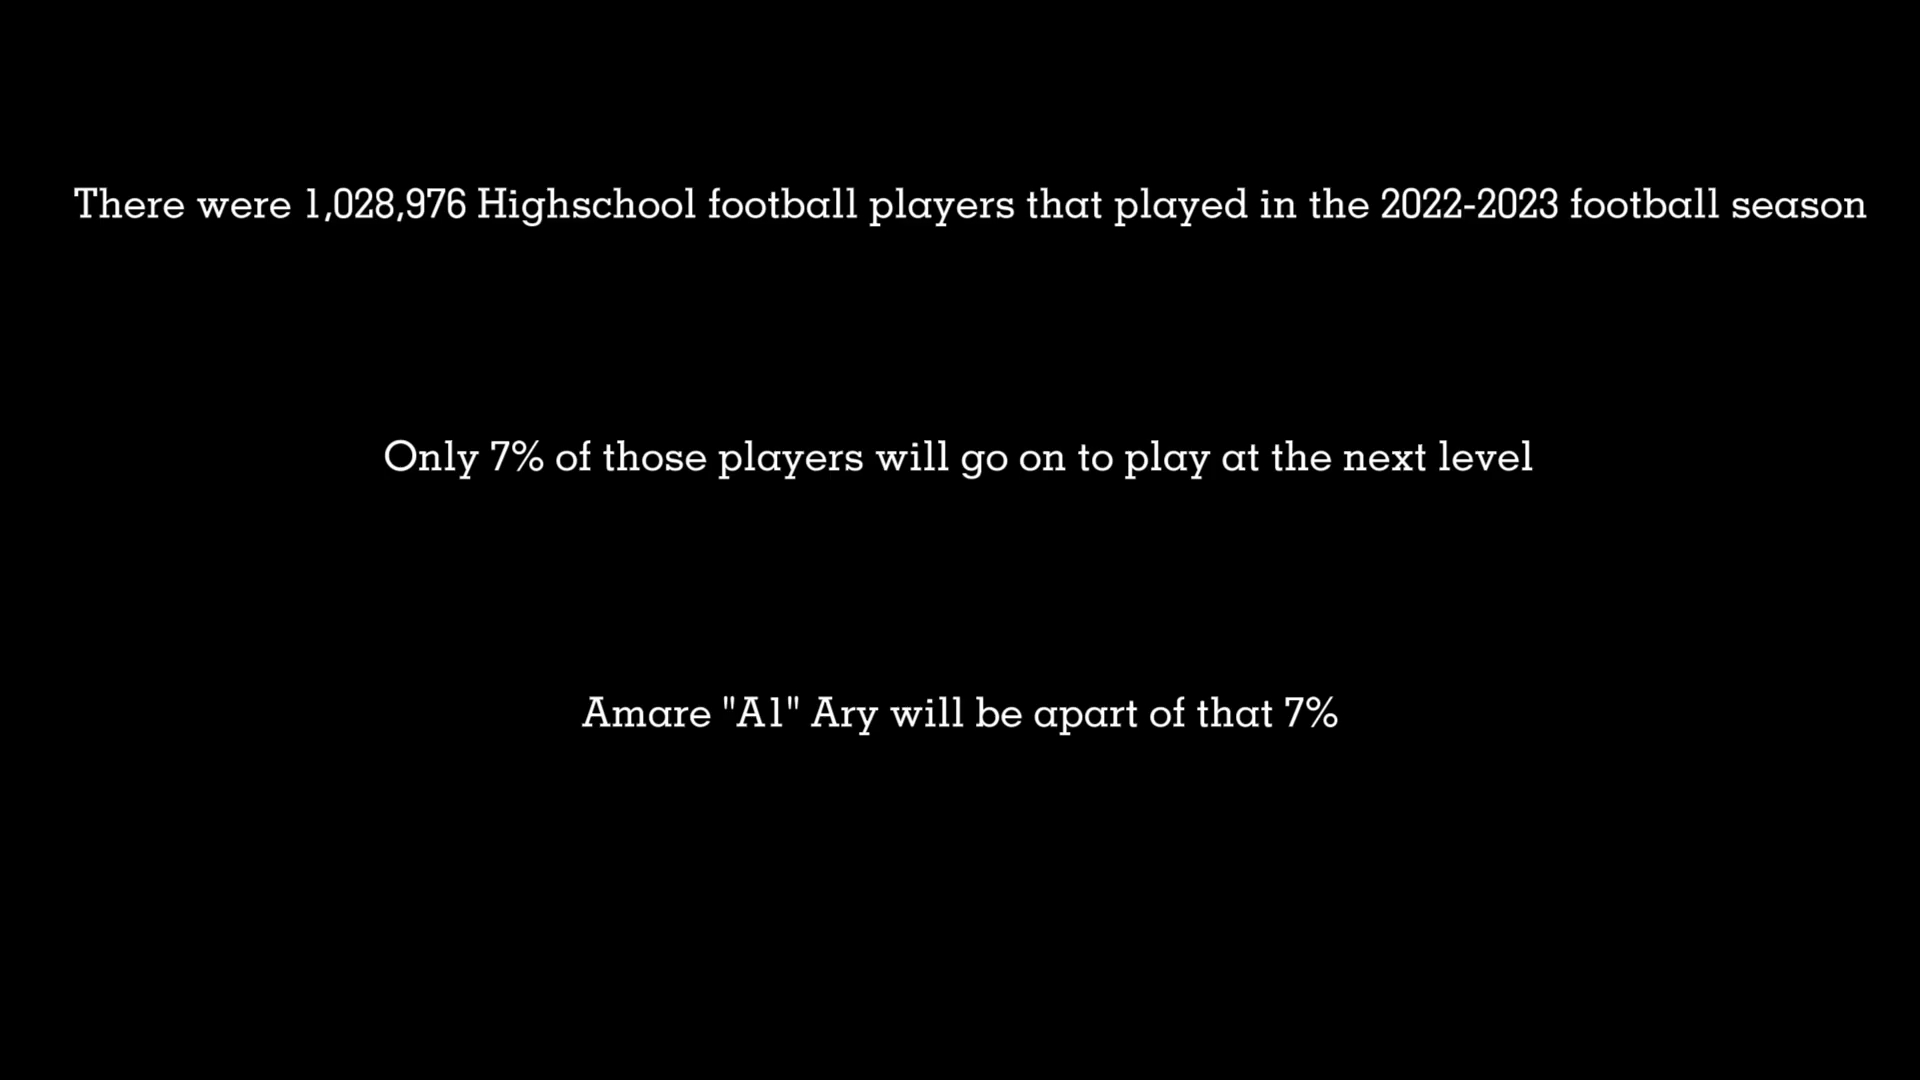 There were 1,028,976 Highschool football players that played in the 2022-2023 football season
Only 7% of those players will go on to play at the next level
Amare "A1" Ary will be apart of that 7%